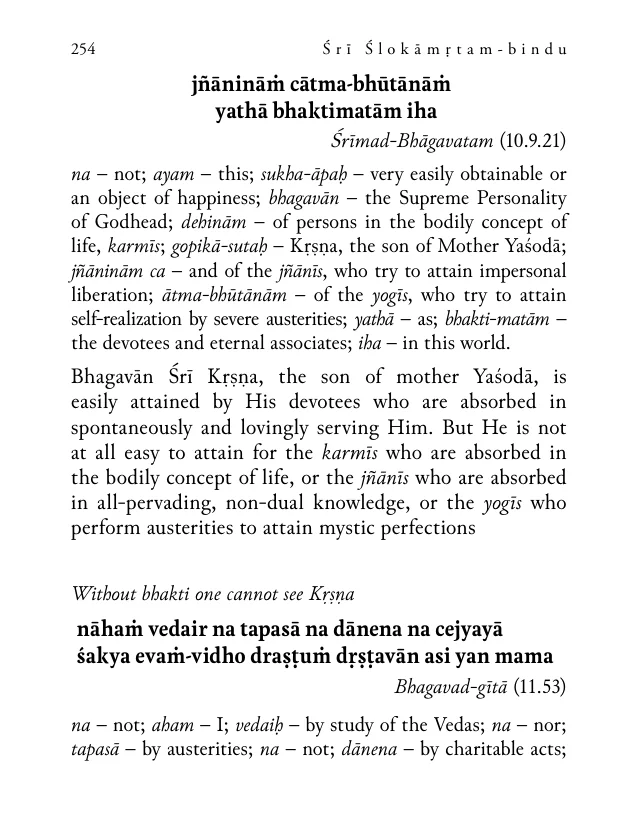 254 Śrī Ślokāmṛtam-bindu
jñānināṁ cātma-bhūtānāṁ
yathā bhaktimatām iha
Śrīmad-Bhāgavatam (10.9.21)
na – not; ayam – this; sukha-āpaḥ – very easily obtainable or
an object of happiness; bhagavān – the Supreme Personality
of Godhead; dehinām – of persons in the bodily concept of
life, karmīs; gopikā-sutaḥ – Kṛṣṇa, the son of Mother Yaśodā;
jñāninām ca – and of the jñānīs, who try to attain impersonal
liberation; ātma-bhūtānām – of the yogīs, who try to attain
self-realization by severe austerities; yathā – as; bhakti-matām –
the devotees and eternal associates; iha – in this world.
Bhagavān Śrī Kṛṣṇa, the son of mother Yaśodā, is
easily attained by His devotees who are absorbed in
spontaneously and lovingly serving Him. But He is not
at all easy to attain for the karmīs who are absorbed in
the bodily concept of life, or the jñānīs who are absorbed
in all-pervading, non-dual knowledge, or the yogīs who
perform austerities to attain mystic perfections
Without bhakti one cannot see Kṛṣṇa
nāhaṁ vedair na tapasā na dānena na cejyayā
śakya evaṁ-vidho draṣṭuṁ dṛṣṭavān asi yan mama
Bhagavad-gītā (11.53)
na – not; aham – I; vedaiḥ – by study of the Vedas; na – nor;
tapasā – by austerities; na – not; dānena – by charitable acts;